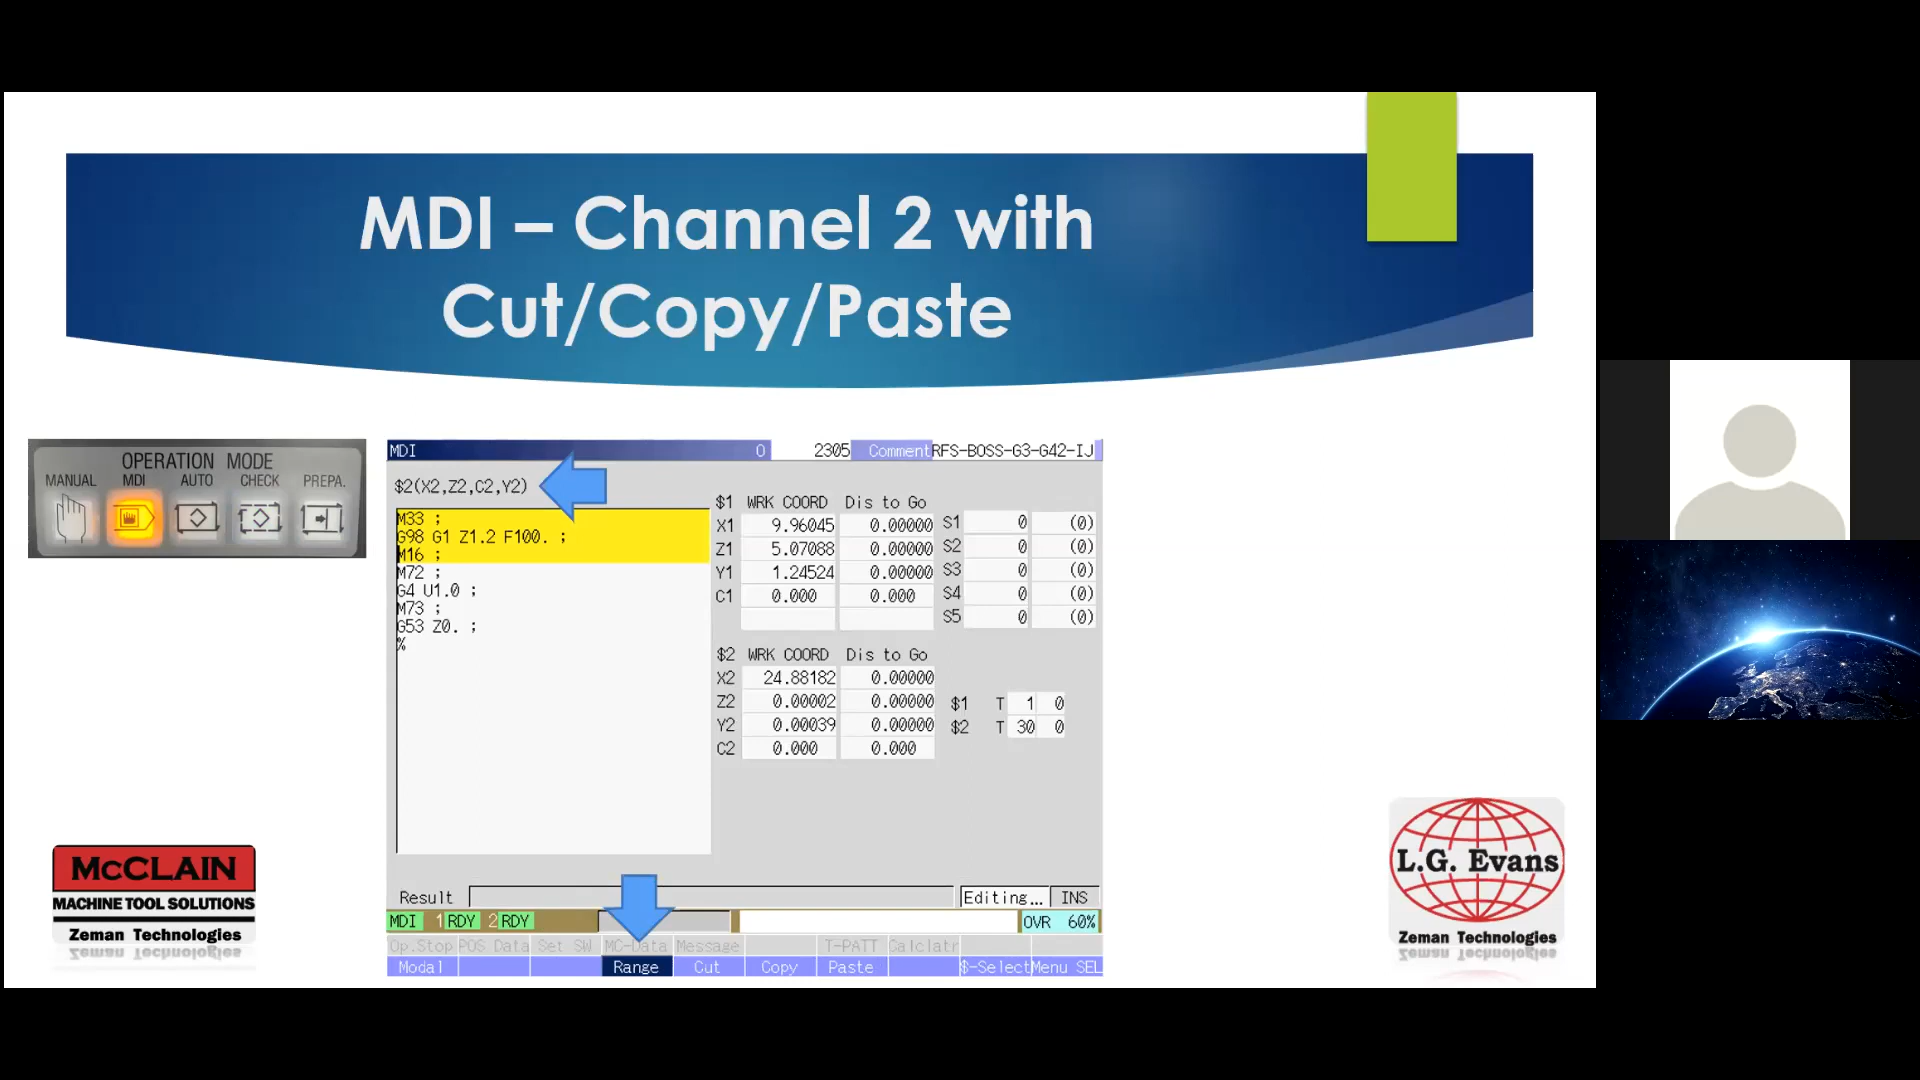 MDI – Channel 2 with
Cut/Copy/Paste
OPERATION MODE
MANUAL MDI AUTO CHECK PREPA.
MDI O 2305 Comment RFS-BOSS-G3-G42-IJ
$2(X2,Z2,C2,Y2)
M33 ;
G98 G1 Z1.2 F100. ;
M16 ;
M72 ;
G4 U1.0 ;
M73 ;
G53 Z0. ;
%
$1 WRK COORD Dis to Go
X1 9.96045 0.00000
Z1 5.07088 0.00000
Y1 1.24524 0.00000
C1 0.000 0.000
S1 0 (0)
S2 0 (0)
S3 0 (0)
S4 0 (0)
S5 0 (0)
$2 WRK COORD Dis to Go
X2 24.88182 0.00000
Z2 0.00002 0.00000
Y2 0.00039 0.00000
C2 0.000 0.000
$1 T 1 0
$2 T 30 0
Result Editing... INS
MDI 1 RDY 2 RDY OVR 60%
Op.Stop POS Data Set SW MC-Data Message T-PATT Calclatr
Modal Range Cut Copy Paste $-Select Menu SEL
McCLAIN
MACHINE TOOL SOLUTIONS
Zeman Technologies
L.G. Evans
Zeman Technologies